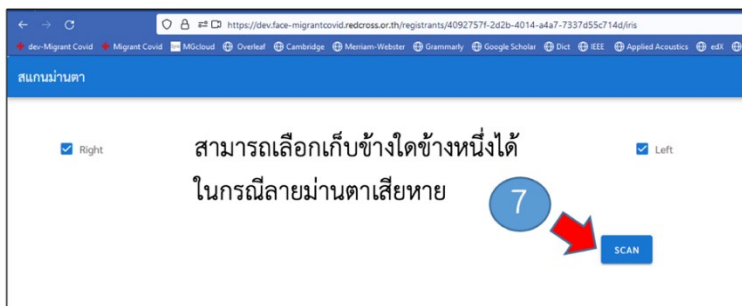 https://dev.face-migrantcovid.redcross.or.th/registrants/4092757f-2d2b-4014-a4a7-7337d55c714d/iris
dev-Migrant Covid Migrant Covid MGcloud Overleaf Cambridge Merriam-Webster Grammarly Google Scholar Dict IEEE Applied Acoustics edX
สแกนม่านตา
Right
สามารถเลือกเก็บข้างใดข้างหนึ่งได้
Left
ในกรณีลายม่านตาเสียหาย
7
SCAN